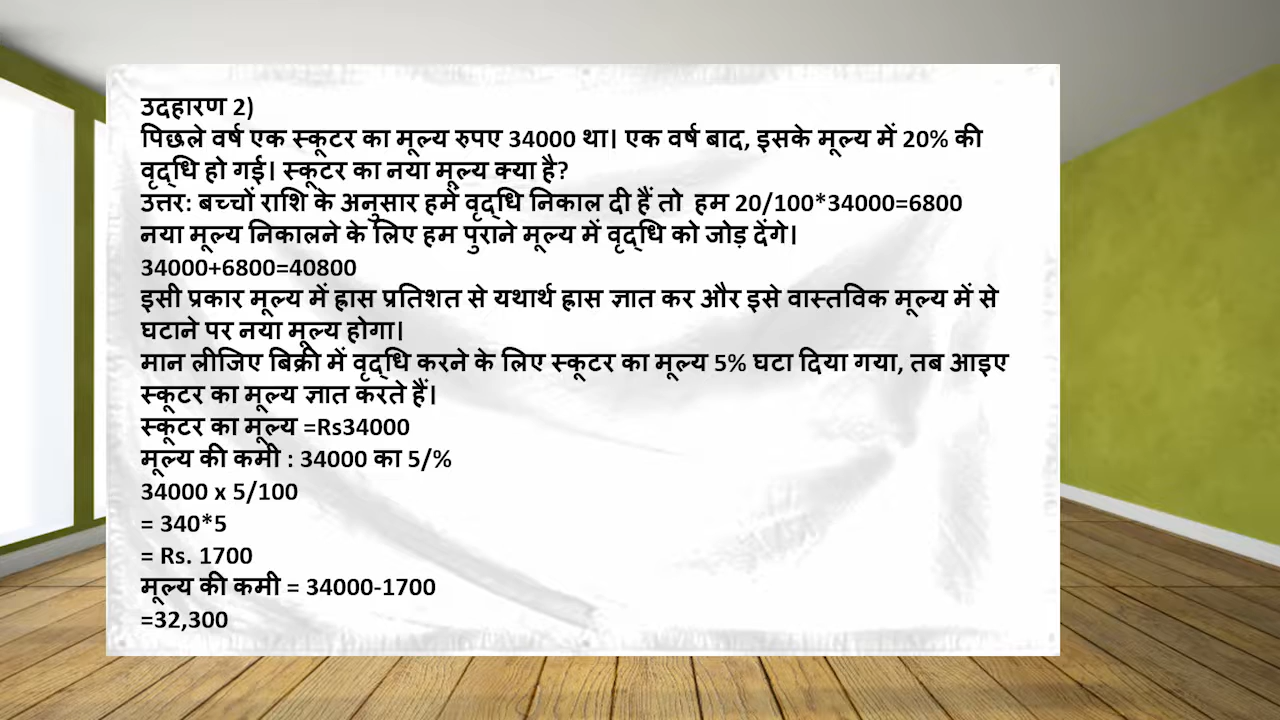 उदहारण 2)
पिछले वर्ष एक स्कूटर का मूल्य रुपए 34000 था। एक वर्ष बाद, इसके मूल्य में 20% की
वृद्धि हो गई। स्कूटर का नया मूल्य क्या है?
उत्तर: बच्चों राशि के अनुसार हमें वृद्धि निकाल दी हैं तो हम 20/100*34000=6800
नया मूल्य निकालने के लिए हम पुराने मूल्य में वृद्धि को जोड़ देंगे।
34000+6800=40800
इसी प्रकार मूल्य में ह्रास प्रतिशत से यथार्थ ह्रास ज्ञात कर और इसे वास्तविक मूल्य में से
घटाने पर नया मूल्य होगा।
मान लीजिए बिक्री में वृद्धि करने के लिए स्कूटर का मूल्य 5% घटा दिया गया, तब आइए
स्कूटर का मूल्य ज्ञात करते हैं।
स्कूटर का मूल्य =Rs34000
मूल्य की कमी : 34000 का 5/%
34000 x 5/100
= 340*5
= Rs. 1700
मूल्य की कमी = 34000-1700
=32,300